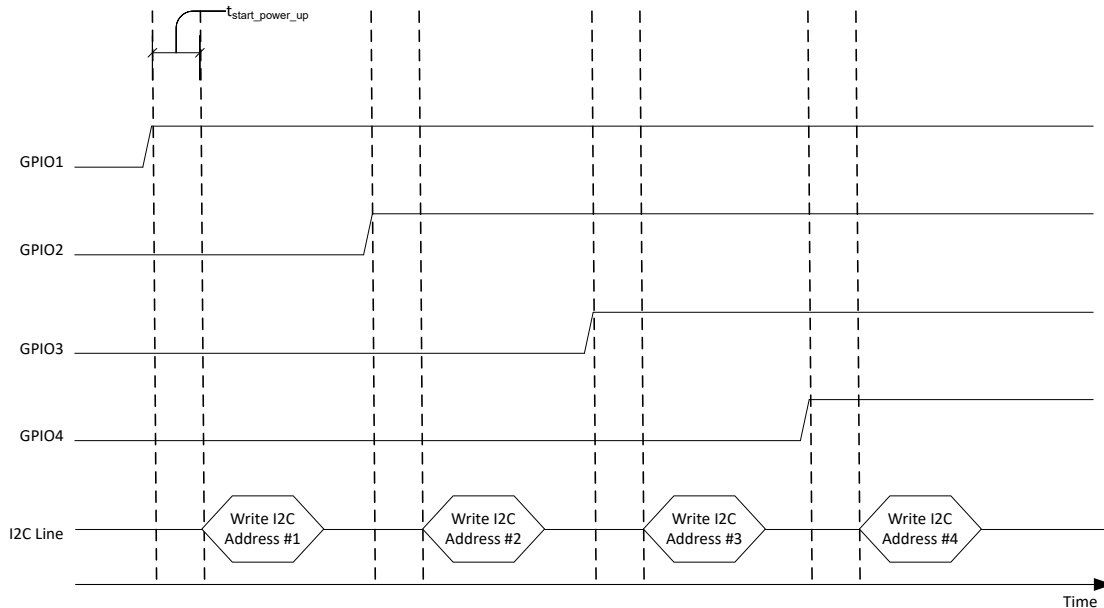 tstart_power_up
GPIO1
GPIO2
GPIO3
GPIO4
I2C Line
Write I2C
Address #1
Write I2C
Address #2
Write I2C
Address #3
Write I2C
Address #4
Time